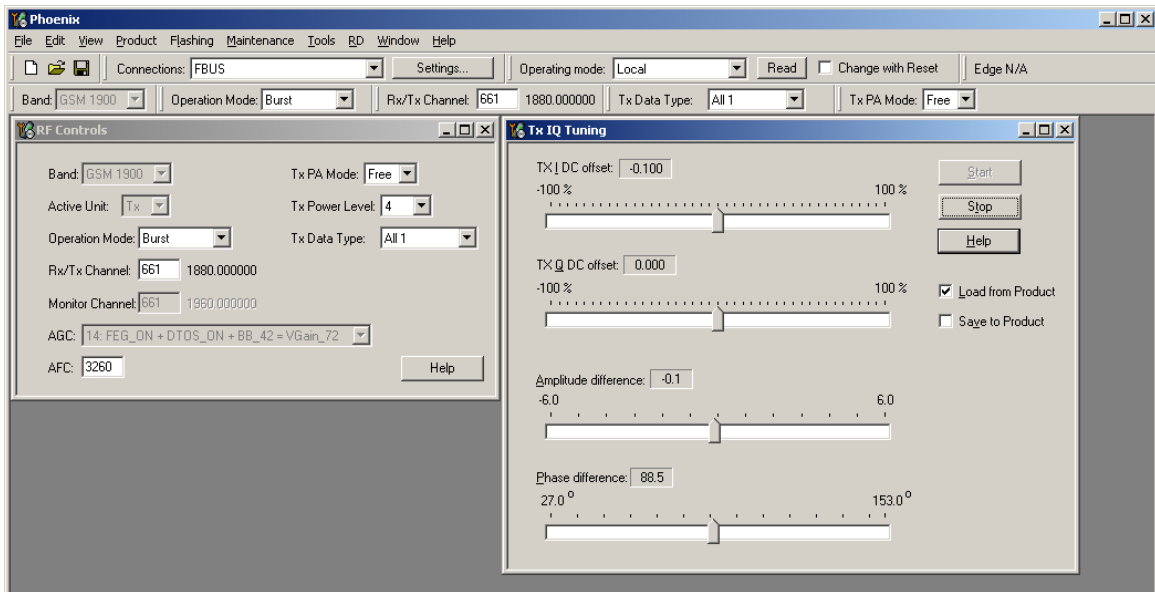 Phoenix
File Edit View Product Flashing Maintenance Tools RD Window Help
Connections: FBUS Settings... Operating mode: Local Read Change with Reset Edge N/A
Band: GSM 1900 Operation Mode: Burst Rx/Tx Channel: 661 1880.000000 Tx Data Type: All 1 Tx PA Mode: Free
RF Controls
Band: GSM 1900 Tx PA Mode: Free
Active Unit: Tx Tx Power Level: 4
Operation Mode: Burst Tx Data Type: All 1
Rx/Tx Channel: 661 1880.000000
Monitor Channel: 661 1960.000000
AGC: 14: FEG_ON + DTOS_ON + BB_42 = VGain_72
AFC: 3260 Help
Tx IQ Tuning
TX I DC offset: -0.100
-100 % 100 %
TX Q DC offset: 0.000
-100 % 100 %
Amplitude difference: -0.1
-6.0 6.0
Phase difference: 88.5
27.0 º 153.0 º
Start
Stop
Help
Load from Product
Save to Product